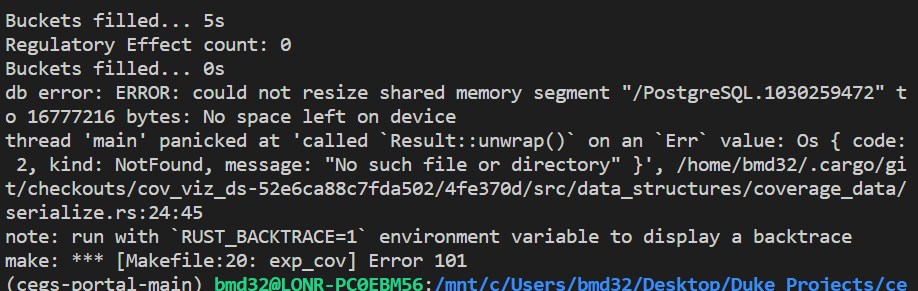 Buckets filled... 5s
Regulatory Effect count: 0
Buckets filled... 0s
db error: ERROR: could not resize shared memory segment "/PostgreSQL.1030259472" t
o 16777216 bytes: No space left on device
thread 'main' panicked at 'called `Result::unwrap()` on an `Err` value: Os { code:
 2, kind: NotFound, message: "No such file or directory" }', /home/bmd32/.cargo/gi
t/checkouts/cov_viz_ds-52e6ca88c7fda502/4fe370d/src/data_structures/coverage_data/
serialize.rs:24:45
note: run with `RUST_BACKTRACE=1` environment variable to display a backtrace
make: *** [Makefile:20: exp_cov] Error 101
(cegs-portal-main) bmd32@LONR-PC0EBM56:/mnt/c/Users/bmd32/Desktop/Duke Projects/ce